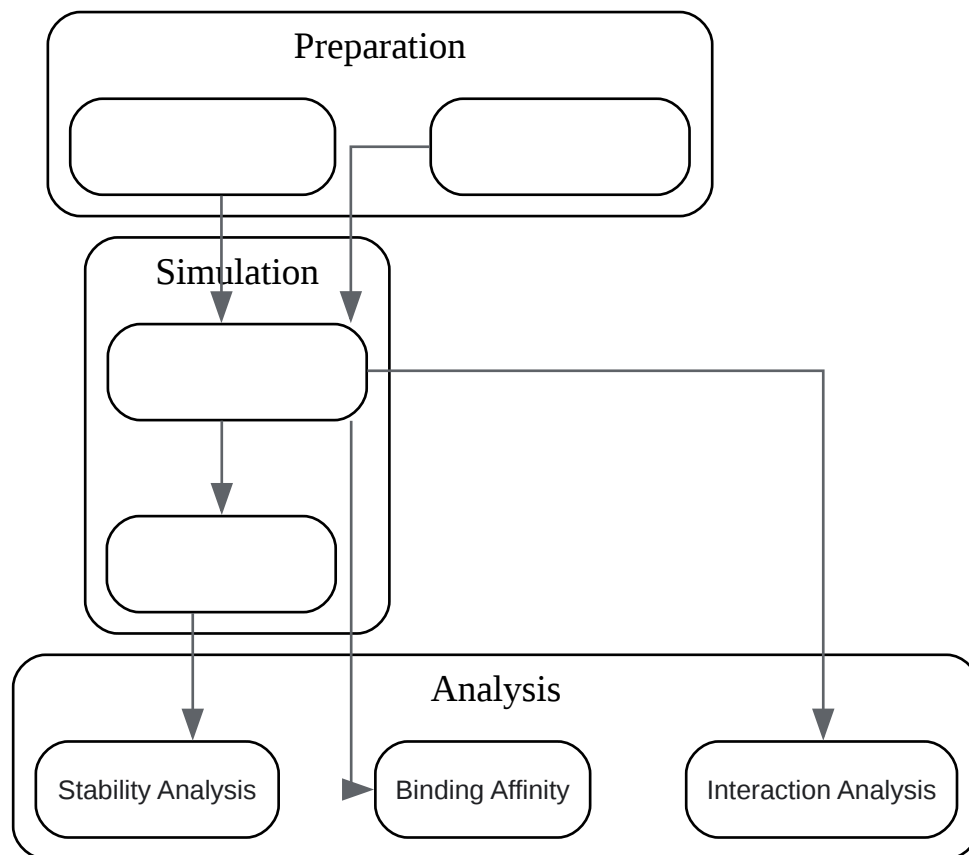 Preparation
Simulation
Analysis
Stability Analysis
Binding Affinity
Interaction Analysis